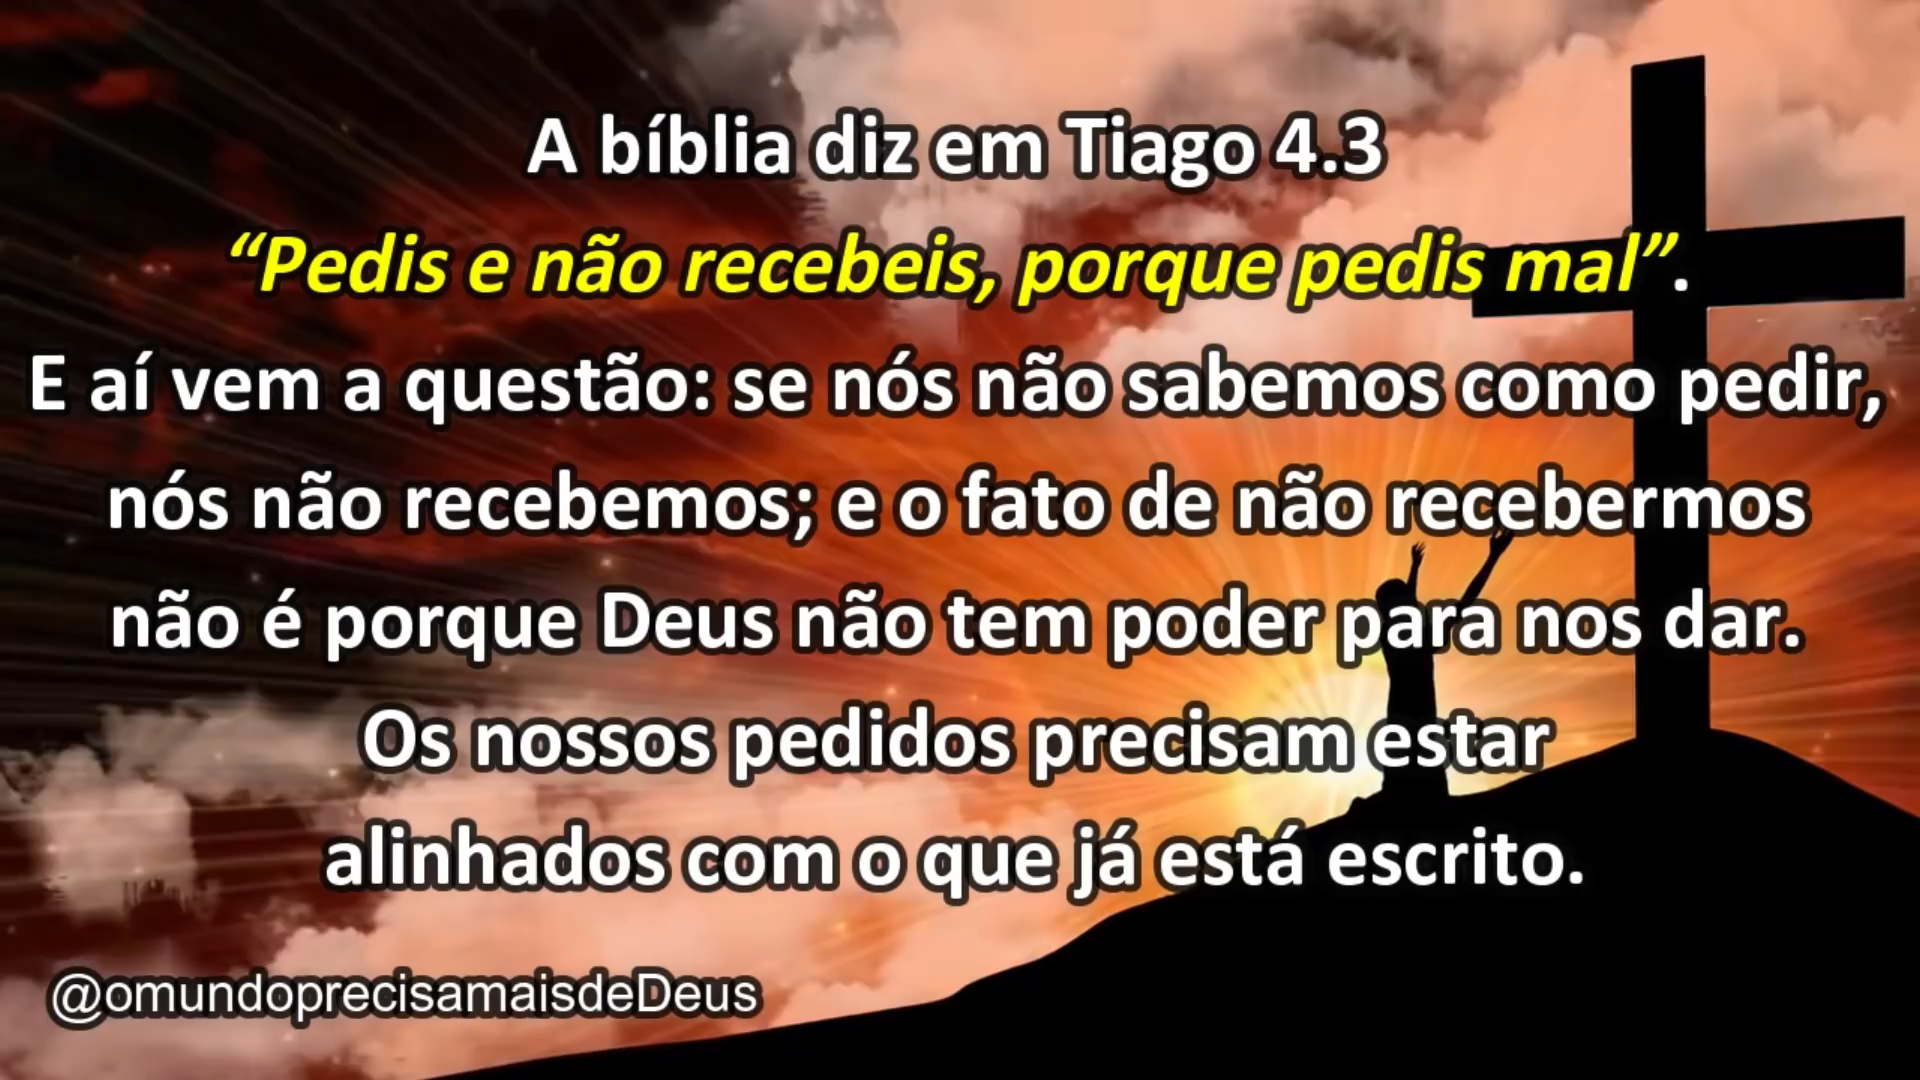 A bíblia diz em Tiago 4.3
“Pedis e não recebeis, porque pedis mal”.
E aí vem a questão: se nós não sabemos como pedir,
nós não recebemos; e o fato de não recebermos
não é porque Deus não tem poder para nos dar.
Os nossos pedidos precisam estar
alinhados com o que já está escrito.
@omundoprecisamaisdeDeus